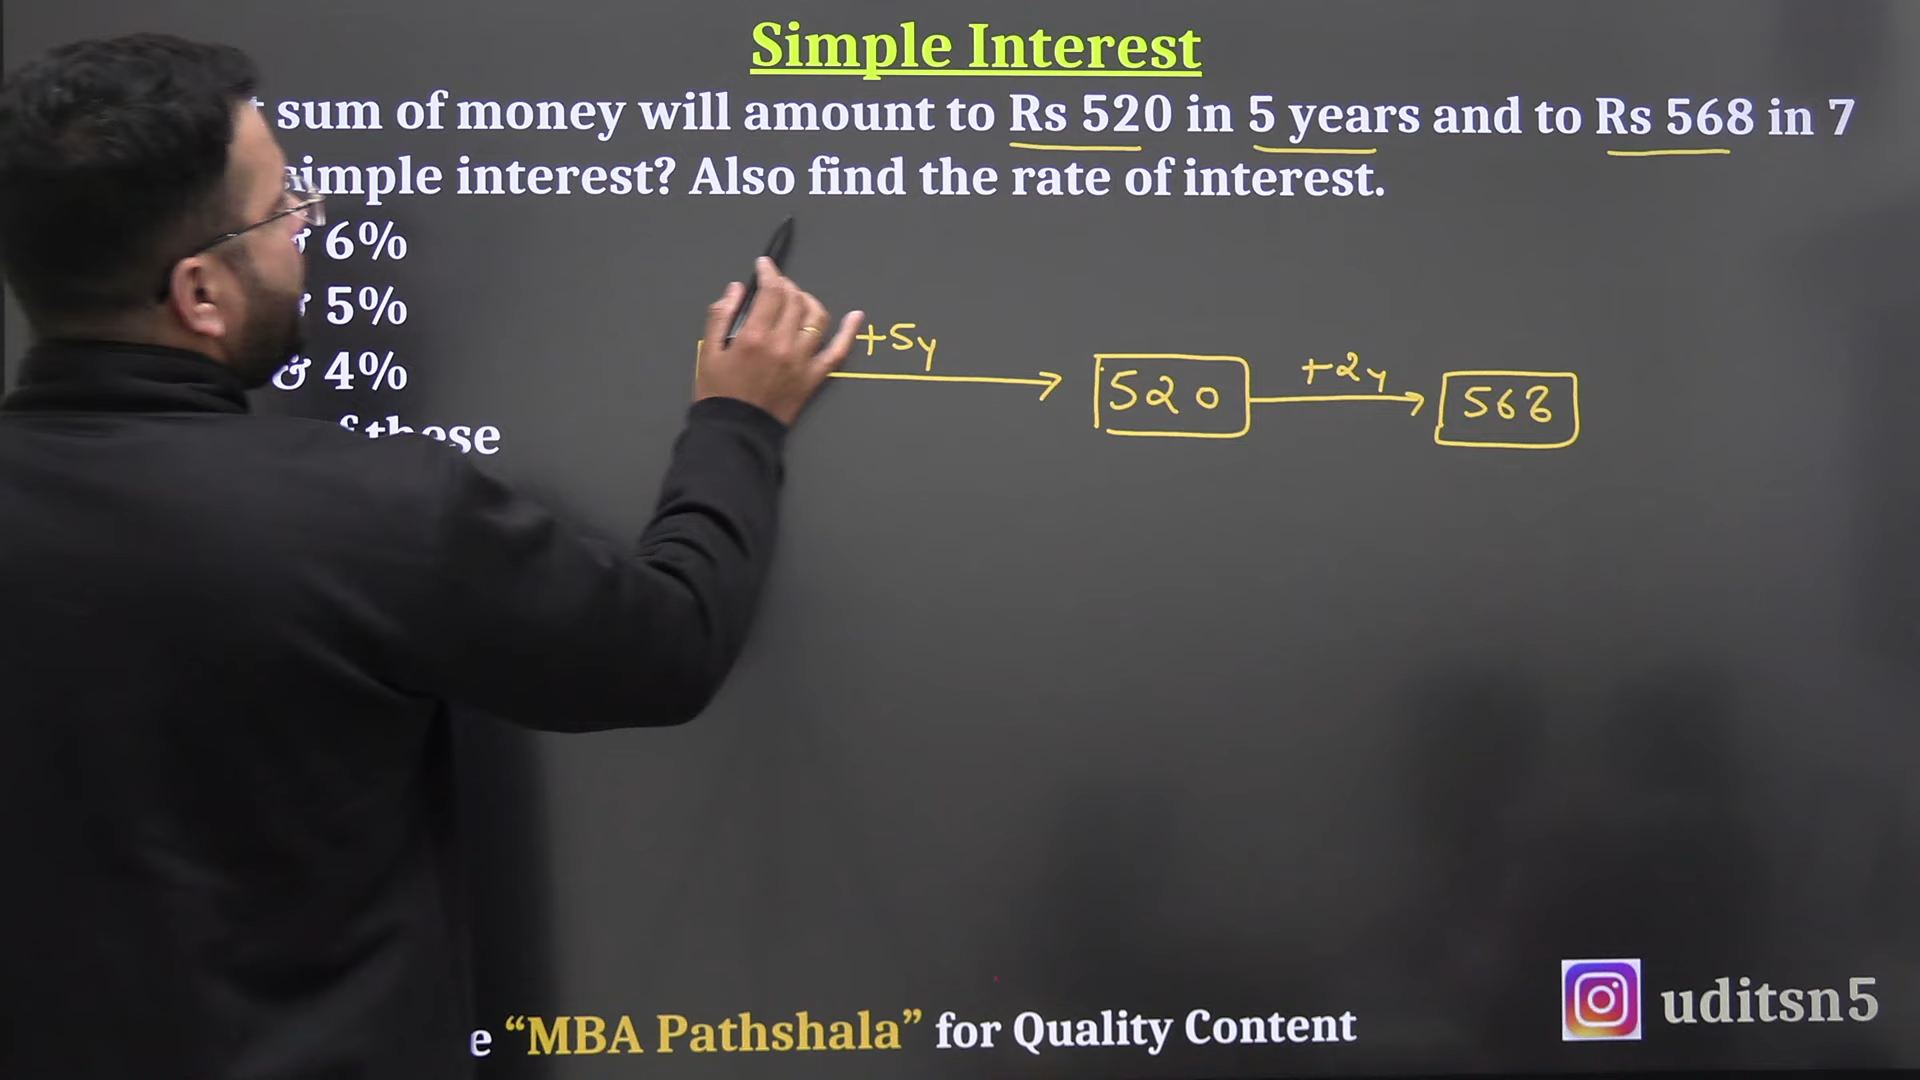 Simple Interest
sum of money will amount to Rs 520 in 5 years and to Rs 568 in 7
simple interest? Also find the rate of interest.
& 6%
& 5%
& 4%
of these
+5y
520
+2y
568
“MBA Pathshala” for Quality Content
uditsn5